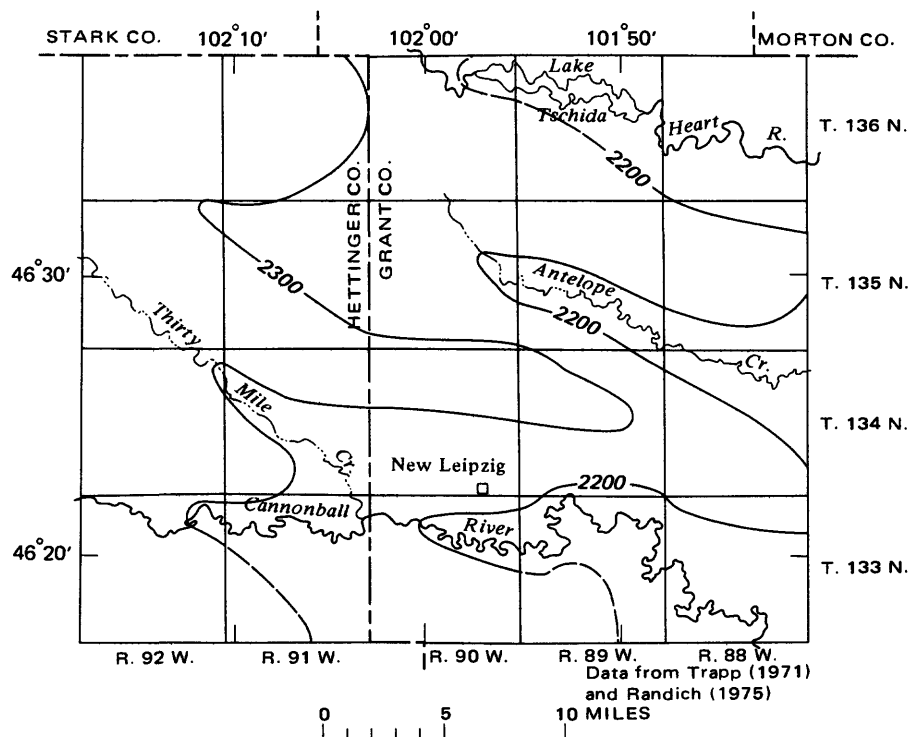 STARK CO.
102°10'
102°00'
101°50'
MORTON CO.
Lake
Tschida
Heart R.
T. 136 N.
2200
HETTINGER CO.
GRANT CO.
46°30'
2300
Antelope
Cr.
2200
T. 135 N.
Thirty
Mile
Cr.
T. 134 N.
New Leipzig
2200
Cannonball
River
46°20'
T. 133 N.
R. 92 W. R. 91 W. R. 90 W. R. 89 W. R. 88 W.
Data from Trapp (1971)
and Randich (1975)
0 5 10 MILES